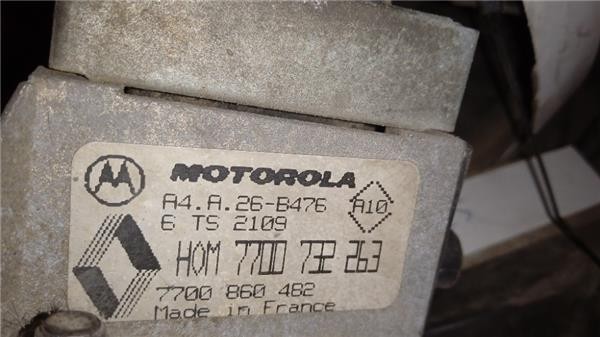 MOTOROLA
A4.A.26-B476
A10
6 TS 2109
HOM 7700 732 263
7700 860 482
Made in France